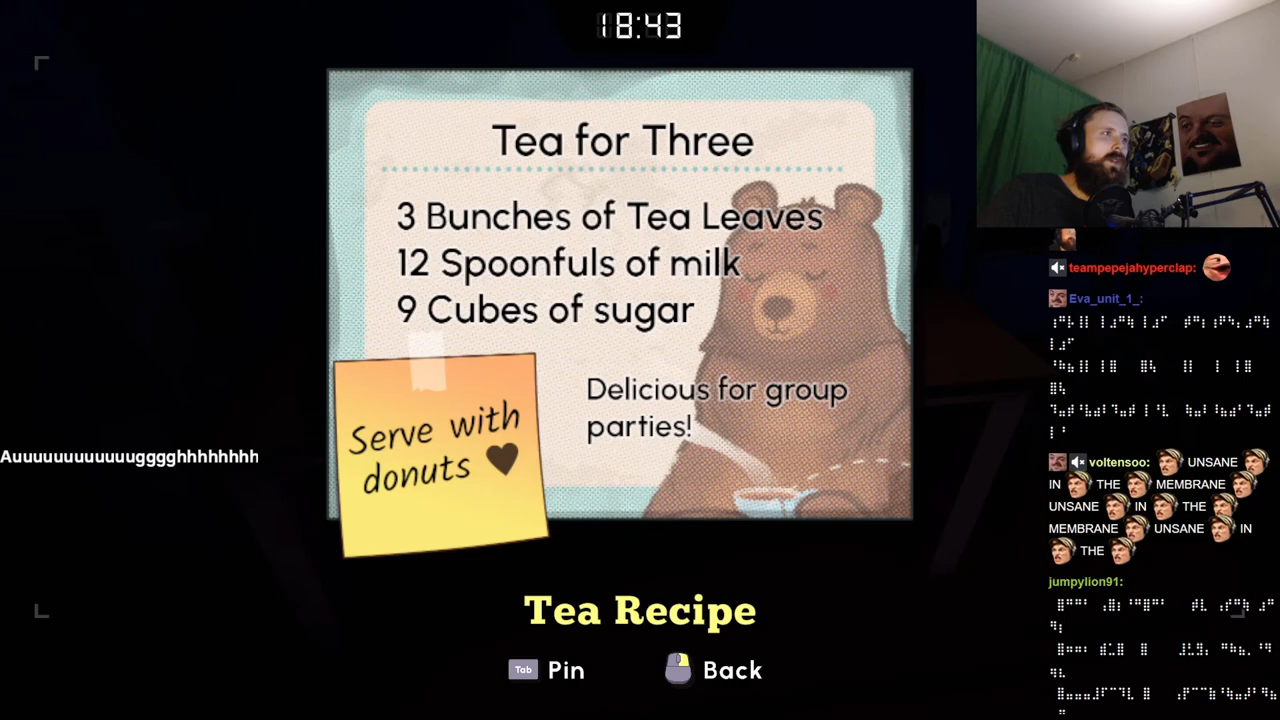 18:43
Tea for Three
3 Bunches of Tea Leaves
12 Spoonfuls of milk
9 Cubes of sugar
Delicious for group
parties!
Serve with
donuts
Tea Recipe
Tab Pin
Back
Auuuuuuuuuuuugggghhhhhhhh
teampepejahyperclap:
Eva_unit_1_:
voltensoo: UNSANE
IN THE MEMBRANE
UNSANE IN THE
MEMBRANE UNSANE IN
THE
jumpylion91: